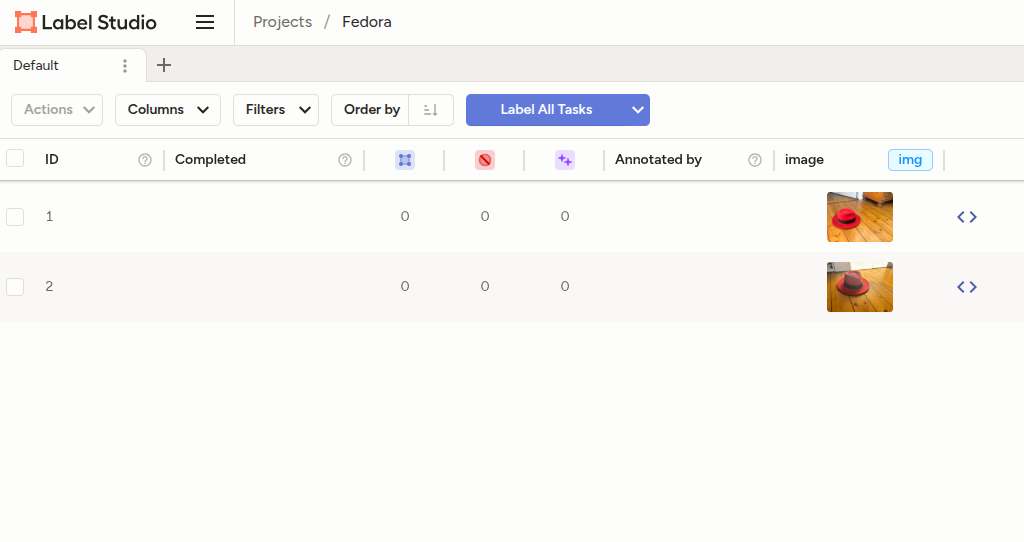 Label Studio
Projects / Fedora
Default
Actions Columns Filters Order by Label All Tasks
ID Completed Annotated by image img
1 0 0 0
2 0 0 0